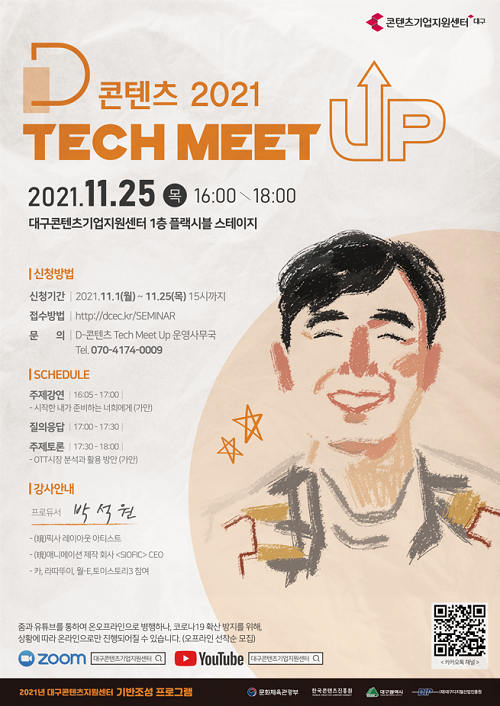 콘텐츠기업지원센터 대구
D 콘텐츠 2021
TECH MEET UP
2021.11.25 목 16:00 18:00
대구콘텐츠기업지원센터 1층 플랙시블 스테이지
신청방법
신청기간 | 2021.11.1(월) ~ 11.25(목) 15시까지
접수방법 | http://dcec.kr/SEMINAR
문 의 | D-콘텐츠 Tech Meet Up 운영사무국
Tel. 070-4174-0009
SCHEDULE
주제강연 | 16:05 - 17:00 |
- 시작한 내가 준비하는 너희에게 (가안)
질의응답 | 17:00 - 17:30 |
주제토론 | 17:30 - 18:00 |
- OTT시장 분석과 활용 방안 (가안)
강사안내
프로듀서 박석원
- (前)픽사 레이아웃 아티스트
- (現)애니메이션 제작 회사 <SIOFIC> CEO
- 카, 라따뚜이, 월-E,토이스토리3 참여
줌과 유튜브를 통하여 온오프라인으로 병행하나, 코로나19 확산 방지를 위해,
상황에 따라 온라인으로만 진행되어질 수 있습니다. (오프라인 선착순 모집)
zoom 대구콘텐츠기업지원센터
YouTube 대구콘텐츠기업지원센터
< 카카오톡 채널 >
2021년 대구콘텐츠지원센터 기반조성 프로그램
문화체육관광부 한국콘텐츠진흥원 대구광역시 DIP (재)대구디지털산업진흥원